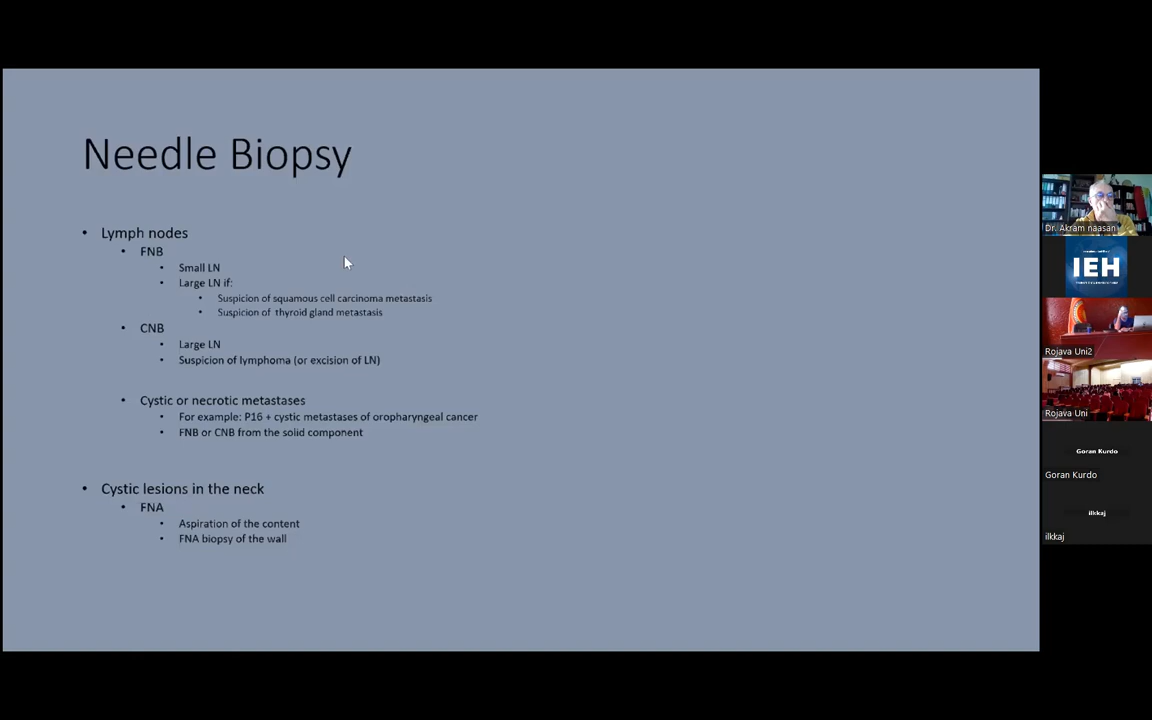 Needle Biopsy
• Lymph nodes
• FNB
• Small LN
• Large LN if:
• Suspicion of squamous cell carcinoma metastasis
• Suspicion of thyroid gland metastasis
• CNB
• Large LN
• Suspicion of lymphoma (or excision of LN)
• Cystic or necrotic metastases
• For example: P16 + cystic metastases of oropharyngeal cancer
• FNB or CNB from the solid component
• Cystic lesions in the neck
• FNA
• Aspiration of the content
• FNA biopsy of the wall
Dr. Akram naasan
IEH
Rojava Uni2
Rojava Uni
Goran Kurdo
Goran Kurdo
ilkkaj
ilkkaj